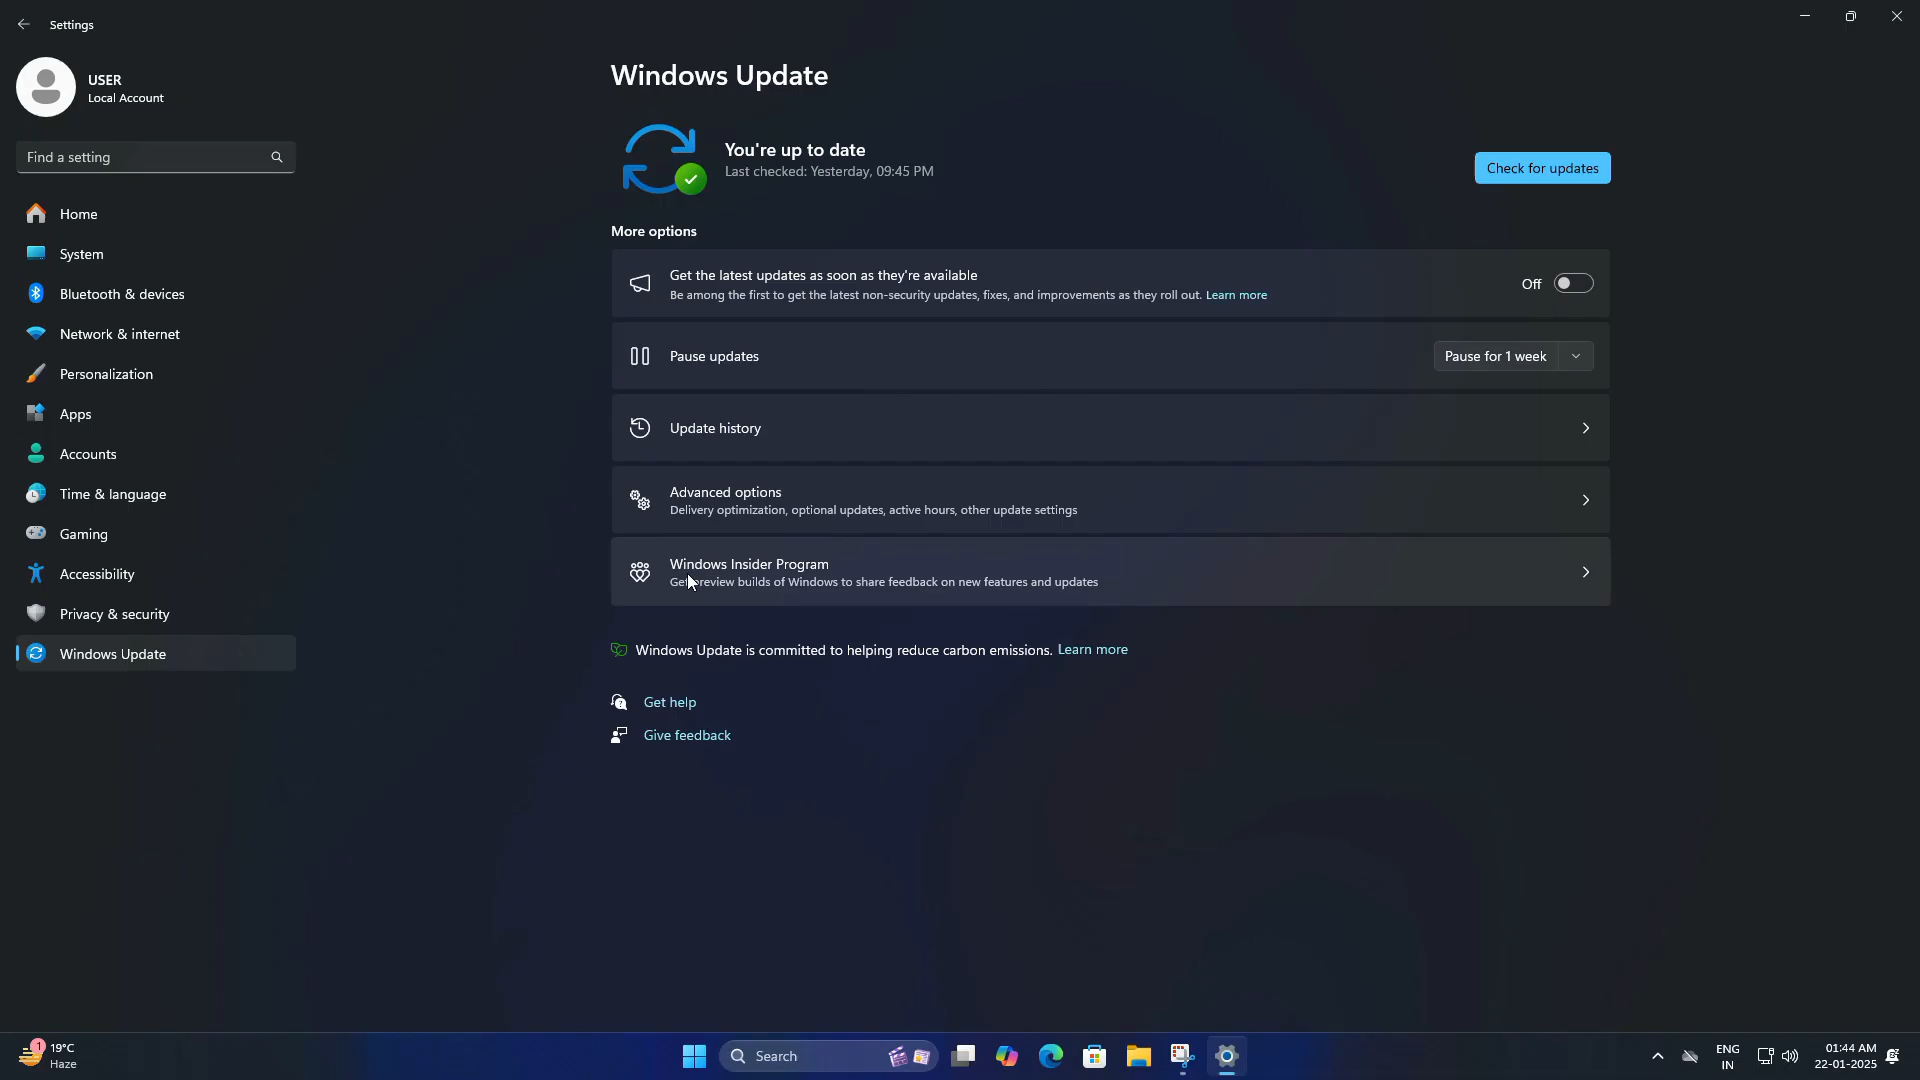 Settings
USER
Local Account
Find a setting
Home
System
Bluetooth & devices
Network & internet
Personalization
Apps
Accounts
Time & language
Gaming
Accessibility
Privacy & security
Windows Update
Windows Update
You're up to date
Last checked: Yesterday, 09:45 PM
Check for updates
More options
Get the latest updates as soon as they're available
Be among the first to get the latest non-security updates, fixes, and improvements as they roll out. Learn more
Off
Pause updates
Pause for 1 week
Update history
Advanced options
Delivery optimization, optional updates, active hours, other update settings
Windows Insider Program
Get preview builds of Windows to share feedback on new features and updates
Windows Update is committed to helping reduce carbon emissions. Learn more
Get help
Give feedback
1
19°C
Haze
Search
ENG
IN
01:44 AM
22-01-2025